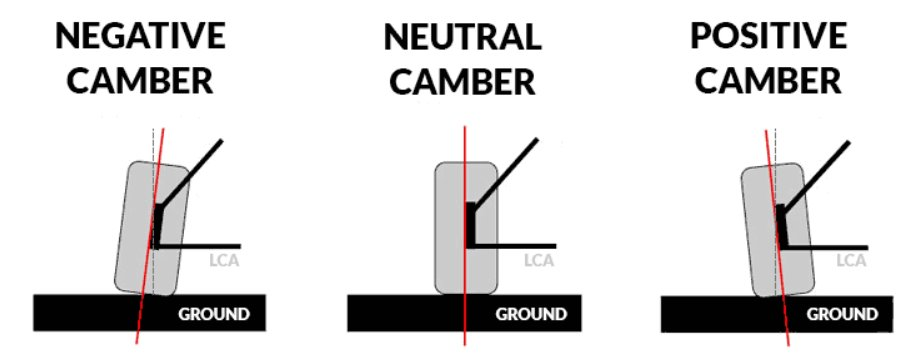 NEGATIVE
CAMBER
NEUTRAL
CAMBER
POSITIVE
CAMBER
LCA
GROUND
LCA
GROUND
LCA
GROUND